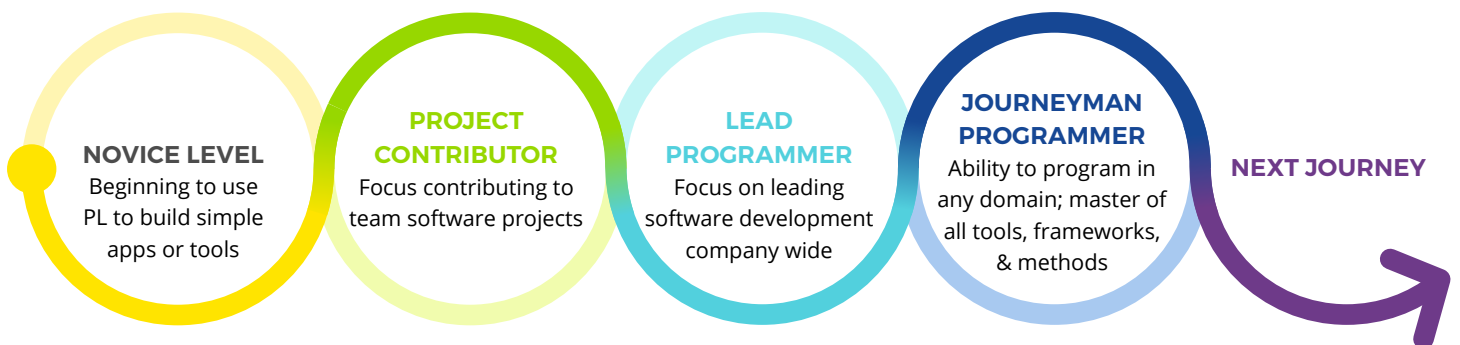 NOVICE LEVEL
Beginning to use
PL to build simple
apps or tools
PROJECT
CONTRIBUTOR
Focus contributing to
team software projects
LEAD
PROGRAMMER
Focus on leading
software development
company wide
JOURNEYMAN
PROGRAMMER
Ability to program in
any domain; master of
all tools, frameworks,
& methods
NEXT JOURNEY